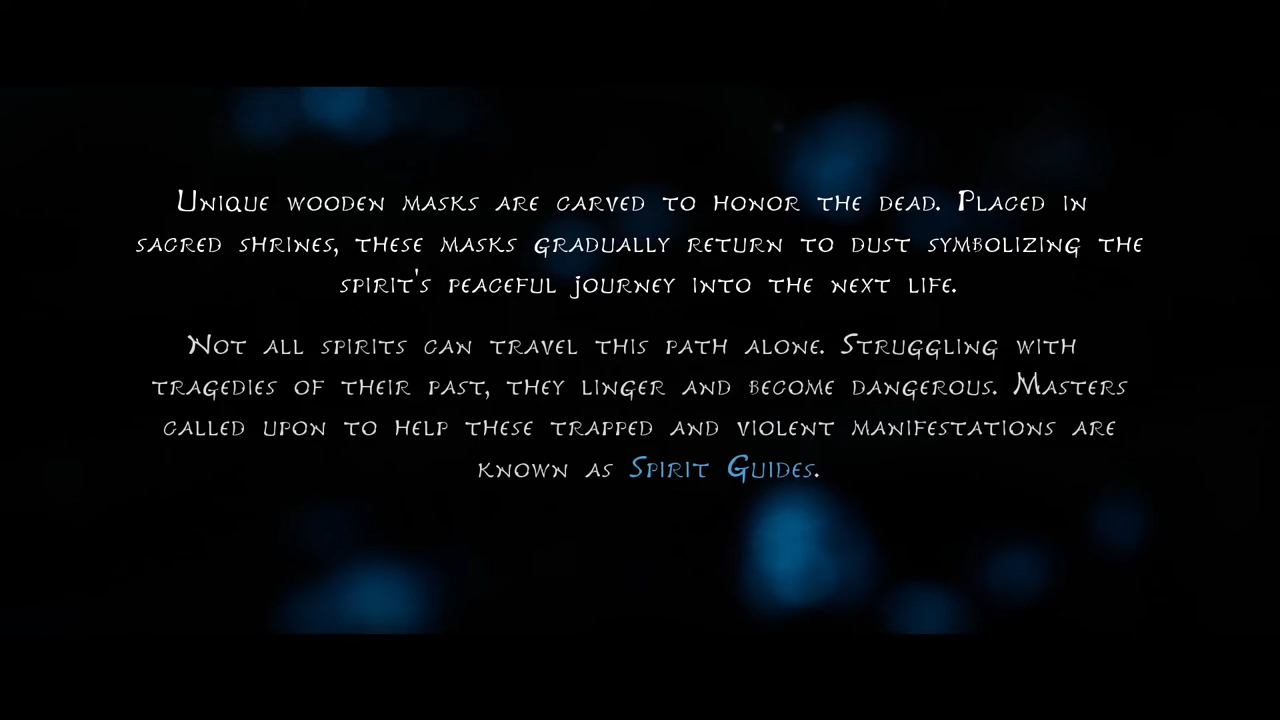 Unique wooden masks are carved to honor the dead. Placed in
sacred shrines, these masks gradually return to dust symbolizing the
spirit's peaceful journey into the next life.
Not all spirits can travel this path alone. Struggling with
tragedies of their past, they linger and become dangerous. Masters
called upon to help these trapped and violent manifestations are
known as Spirit Guides.